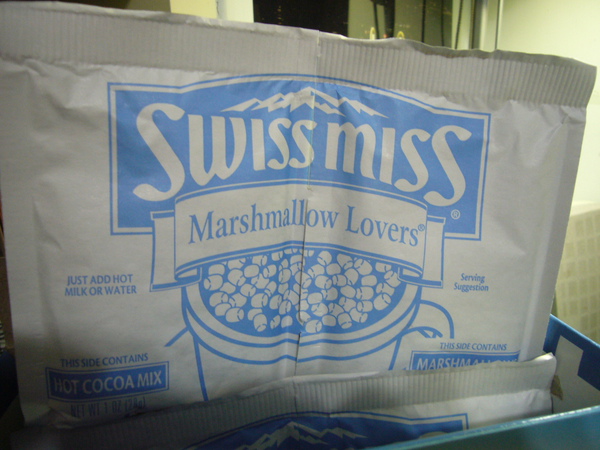 Swiss miss®
Marshmallow Lovers®
JUST ADD HOT
MILK OR WATER
Serving
Suggestion
THIS SIDE CONTAINS
HOT COCOA MIX
THIS SIDE CONTAINS